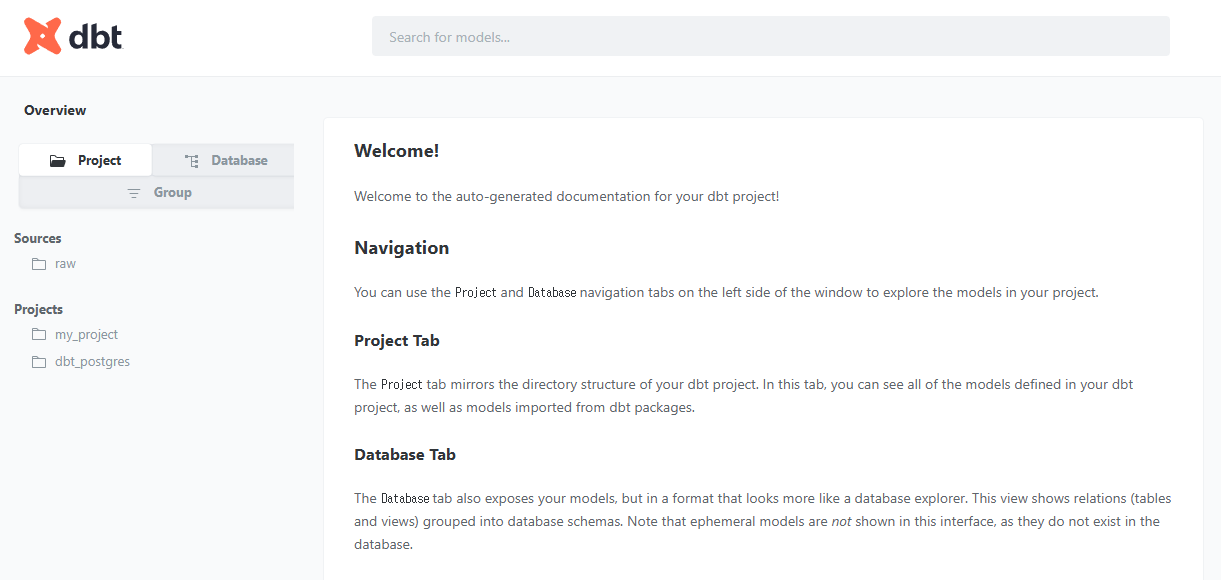 dbt
Search for models...
Overview
Project
Database
Group
Sources
raw
Projects
my_project
dbt_postgres
Welcome!
Welcome to the auto-generated documentation for your dbt project!
Navigation
You can use the Project and Database navigation tabs on the left side of the window to explore the models in your project.
Project Tab
The Project tab mirrors the directory structure of your dbt project. In this tab, you can see all of the models defined in your dbt
project, as well as models imported from dbt packages.
Database Tab
The Database tab also exposes your models, but in a format that looks more like a database explorer. This view shows relations (tables
and views) grouped into database schemas. Note that ephemeral models are not shown in this interface, as they do not exist in the
database.